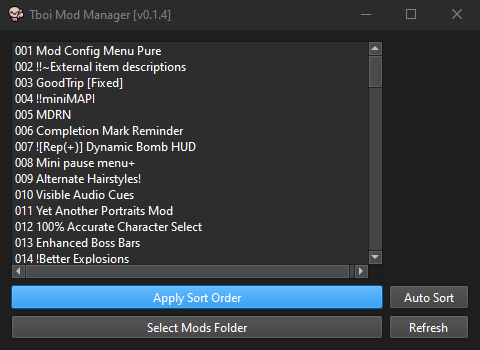 Tboi Mod Manager [v0.1.4]
001 Mod Config Menu Pure
002 !!~External item descriptions
003 GoodTrip [Fixed]
004 !!miniMAPI
005 MDRN
006 Completion Mark Reminder
007 ![Rep(+)] Dynamic Bomb HUD
008 Mini pause menu+
009 Alternate Hairstyles!
010 Visible Audio Cues
011 Yet Another Portraits Mod
012 100% Accurate Character Select
013 Enhanced Boss Bars
014 !Better Explosions
Apply Sort Order
Auto Sort
Select Mods Folder
Refresh